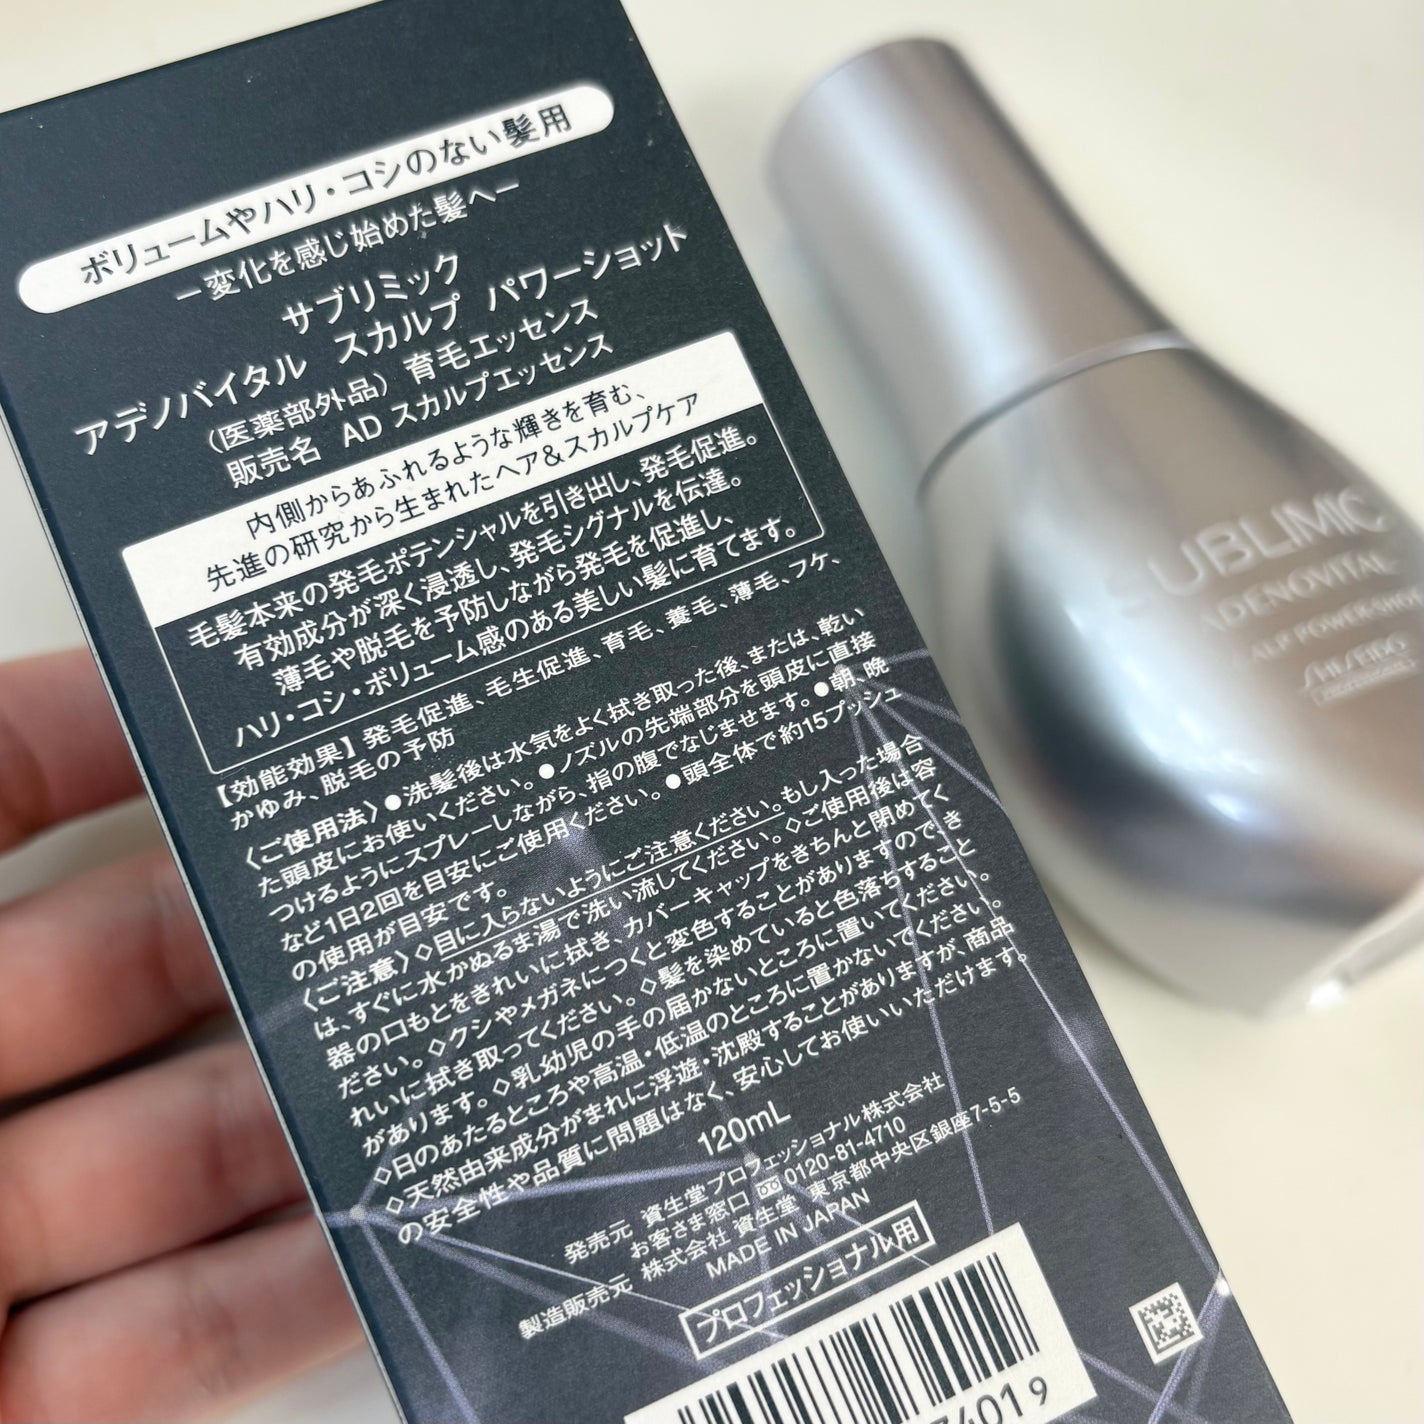 ボリュームやハリ・コシのない髪用
ー変化を感じ始めた髪へー
サブリミック
アデノバイタル スカルプ パワーショット
（医薬部外品）育毛エッセンス
販売名 AD スカルプエッセンス
内側からあふれるような輝きを育む、
先進の研究から生まれたヘア&スカルプケア
毛髪本来の発毛ポテンシャルを引き出し、発毛促進。
有効成分が深く浸透し、発毛シグナルを伝達。
薄毛や脱毛を予防しながら発毛を促進し、
ハリ・コシ・ボリューム感のある美しい髪に育てます。
【効能効果】発毛促進、毛生促進、育毛、養毛、薄毛、フケ、
かゆみ、脱毛の予防
〈ご使用法〉●洗髪後は水気をよく拭き取った後、または、乾い
た頭皮にお使いください。●ノズルの先端部分を頭皮に直接
つけるようにスプレーしながら、指の腹でなじませます。●朝、晩
など1日2回を目安にご使用ください。●頭全体で約15プッシュ
の使用が目安です。
〈ご注意〉◇目に入らないようにご注意ください。もし入った場合
は、すぐに水かぬるま湯で洗い流してください。◇ご使用後は容
器の口もとをきれいに拭き、カバーキャップをきちんと閉めてく
ださい。◇クシやメガネにつくと変色することがありますので、き
れいに拭き取ってください。◇髪を染めていると色落ちすること
があります。◇乳幼児の手の届かないところに置いてください。
◇日のあたるところや高温・低温のところに置かないでください。
◇天然由来成分がまれに浮遊・沈殿することがありますが、商品
の安全性や品質に問題はなく、安心してお使いいただけます。
120mL
発売元 資生堂プロフェッショナル株式会社
お客さま窓口 0120-81-4710
製造販売元 株式会社 資生堂 東京都中央区銀座7-5-5
MADE IN JAPAN
プロフェッショナル用
4019
SUBLIMIC
ADENOVITAL
SCALP POWERSHOT
SHISEIDO